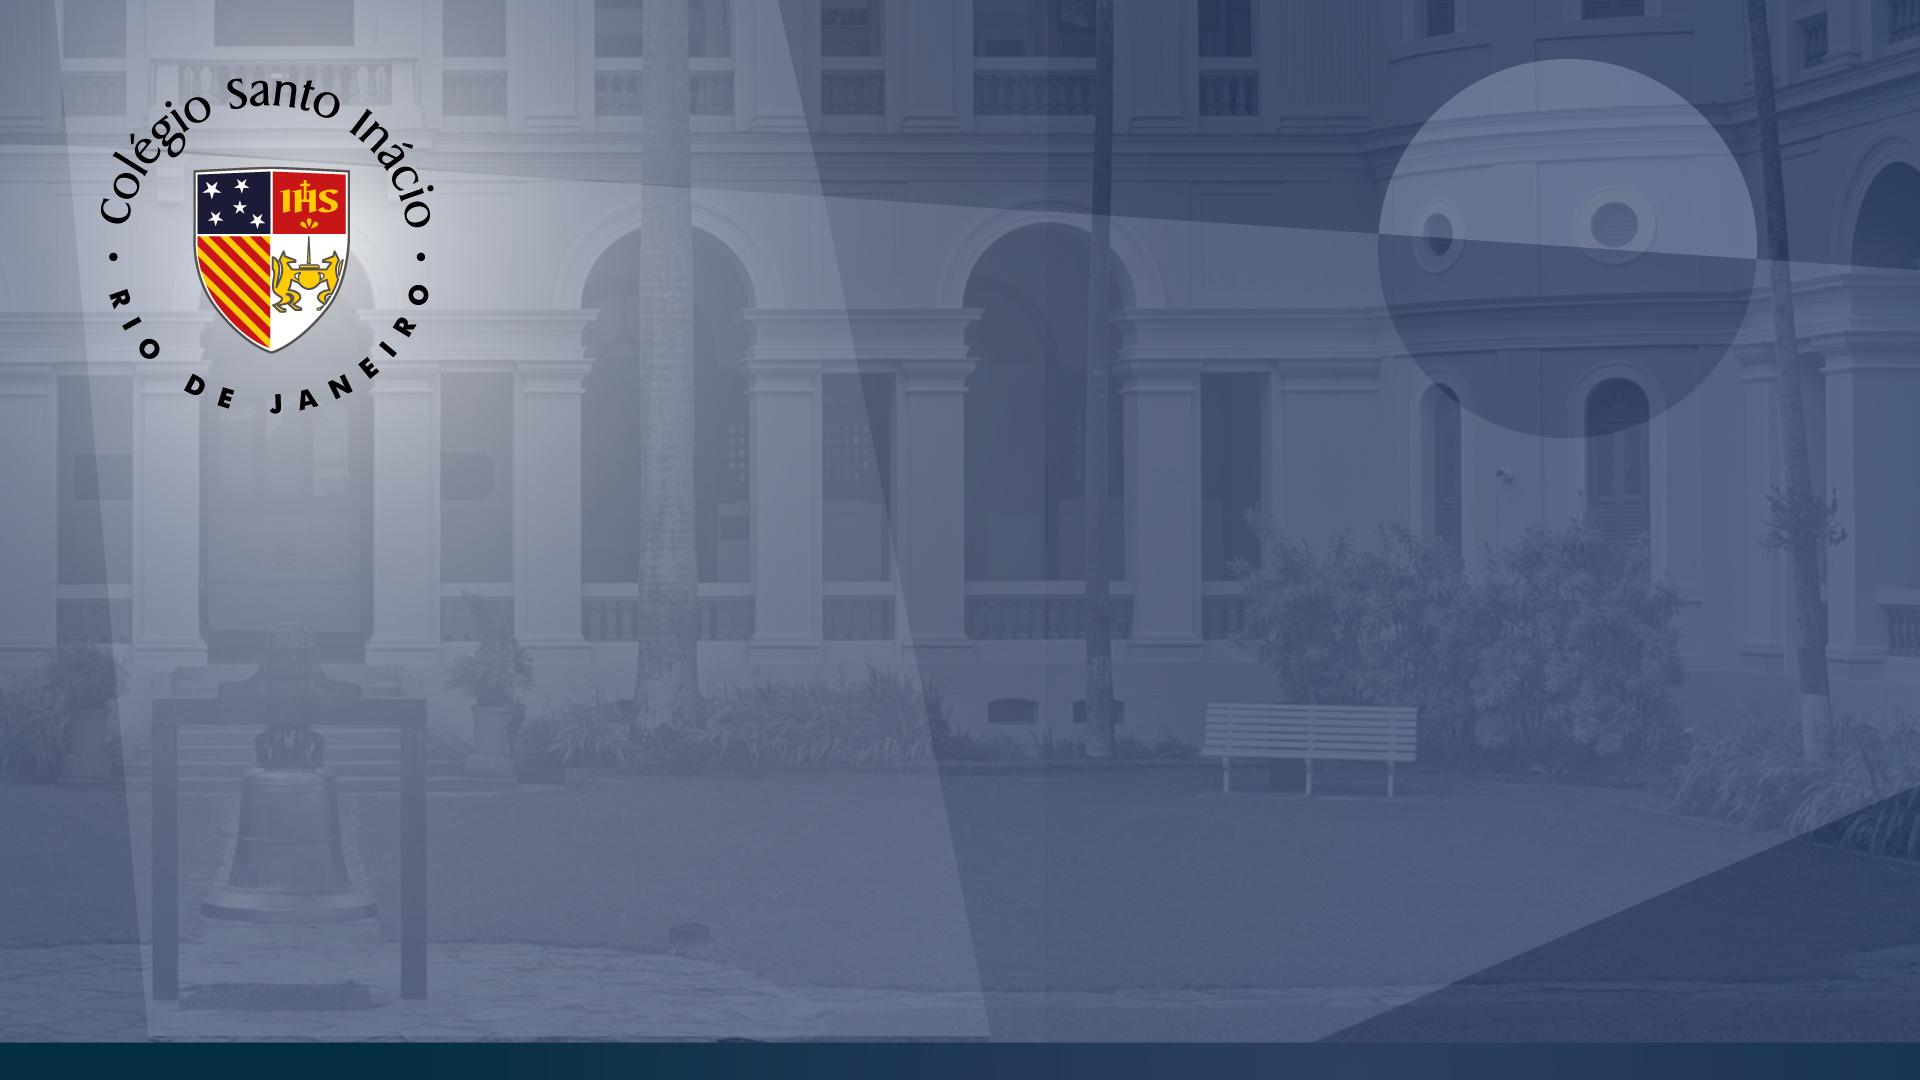 Colégio Santo Inácio
IHS
• RIO DE JANEIRO •